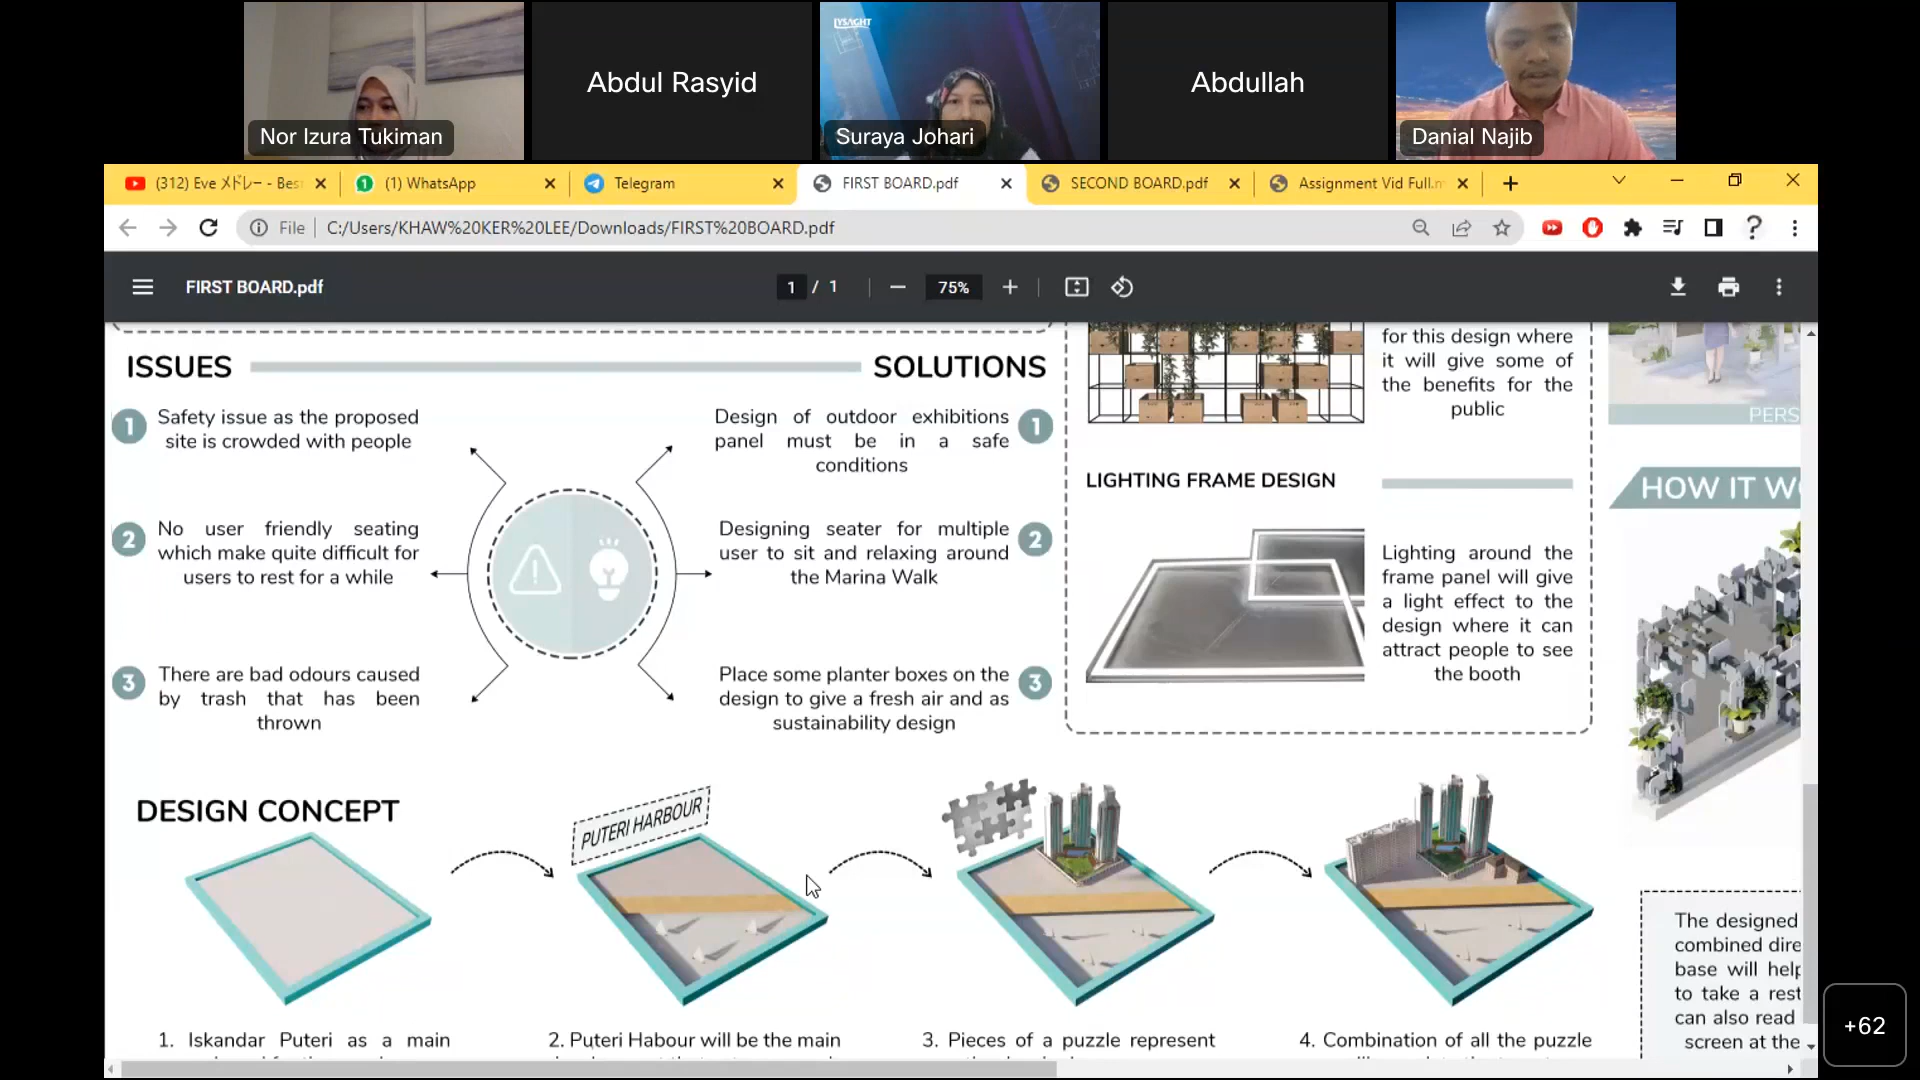 LYSAGHT
Abdul Rasyid
Abdullah
Nor Izura Tukiman
Suraya Johari
Danial Najib
(312) Eve メドレー - Bes
(1) WhatsApp
Telegram
FIRST BOARD.pdf
SECOND BOARD.pdf
Assignment Vid Full.m
File
C:/Users/KHAW%20KER%20LEE/Downloads/FIRST%20BOARD.pdf
FIRST BOARD.pdf
1 / 1
75%
ISSUES
SOLUTIONS
1
Safety issue as the proposed
site is crowded with people
2
No user friendly seating
which make quite difficult for
users to rest for a while
3
There are bad odours caused
by trash that has been
thrown
Design of outdoor exhibitions
panel must be in a safe
conditions
1
Designing seater for multiple
user to sit and relaxing around
the Marina Walk
2
Place some planter boxes on the
design to give a fresh air and as
sustainability design
3
for this design where
it will give some of
the benefits for the
public
LIGHTING FRAME DESIGN
Lighting around the
frame panel will give
a light effect to the
design where it can
attract people to see
the booth
PERS
HOW IT W
DESIGN CONCEPT
PUTERI HARBOUR
1. Iskandar Puteri as a main
2. Puteri Habour will be the main
3. Pieces of a puzzle represent
4. Combination of all the puzzle
The designed
combined dire
base will help
to take a rest
can also read
screen at the
+62